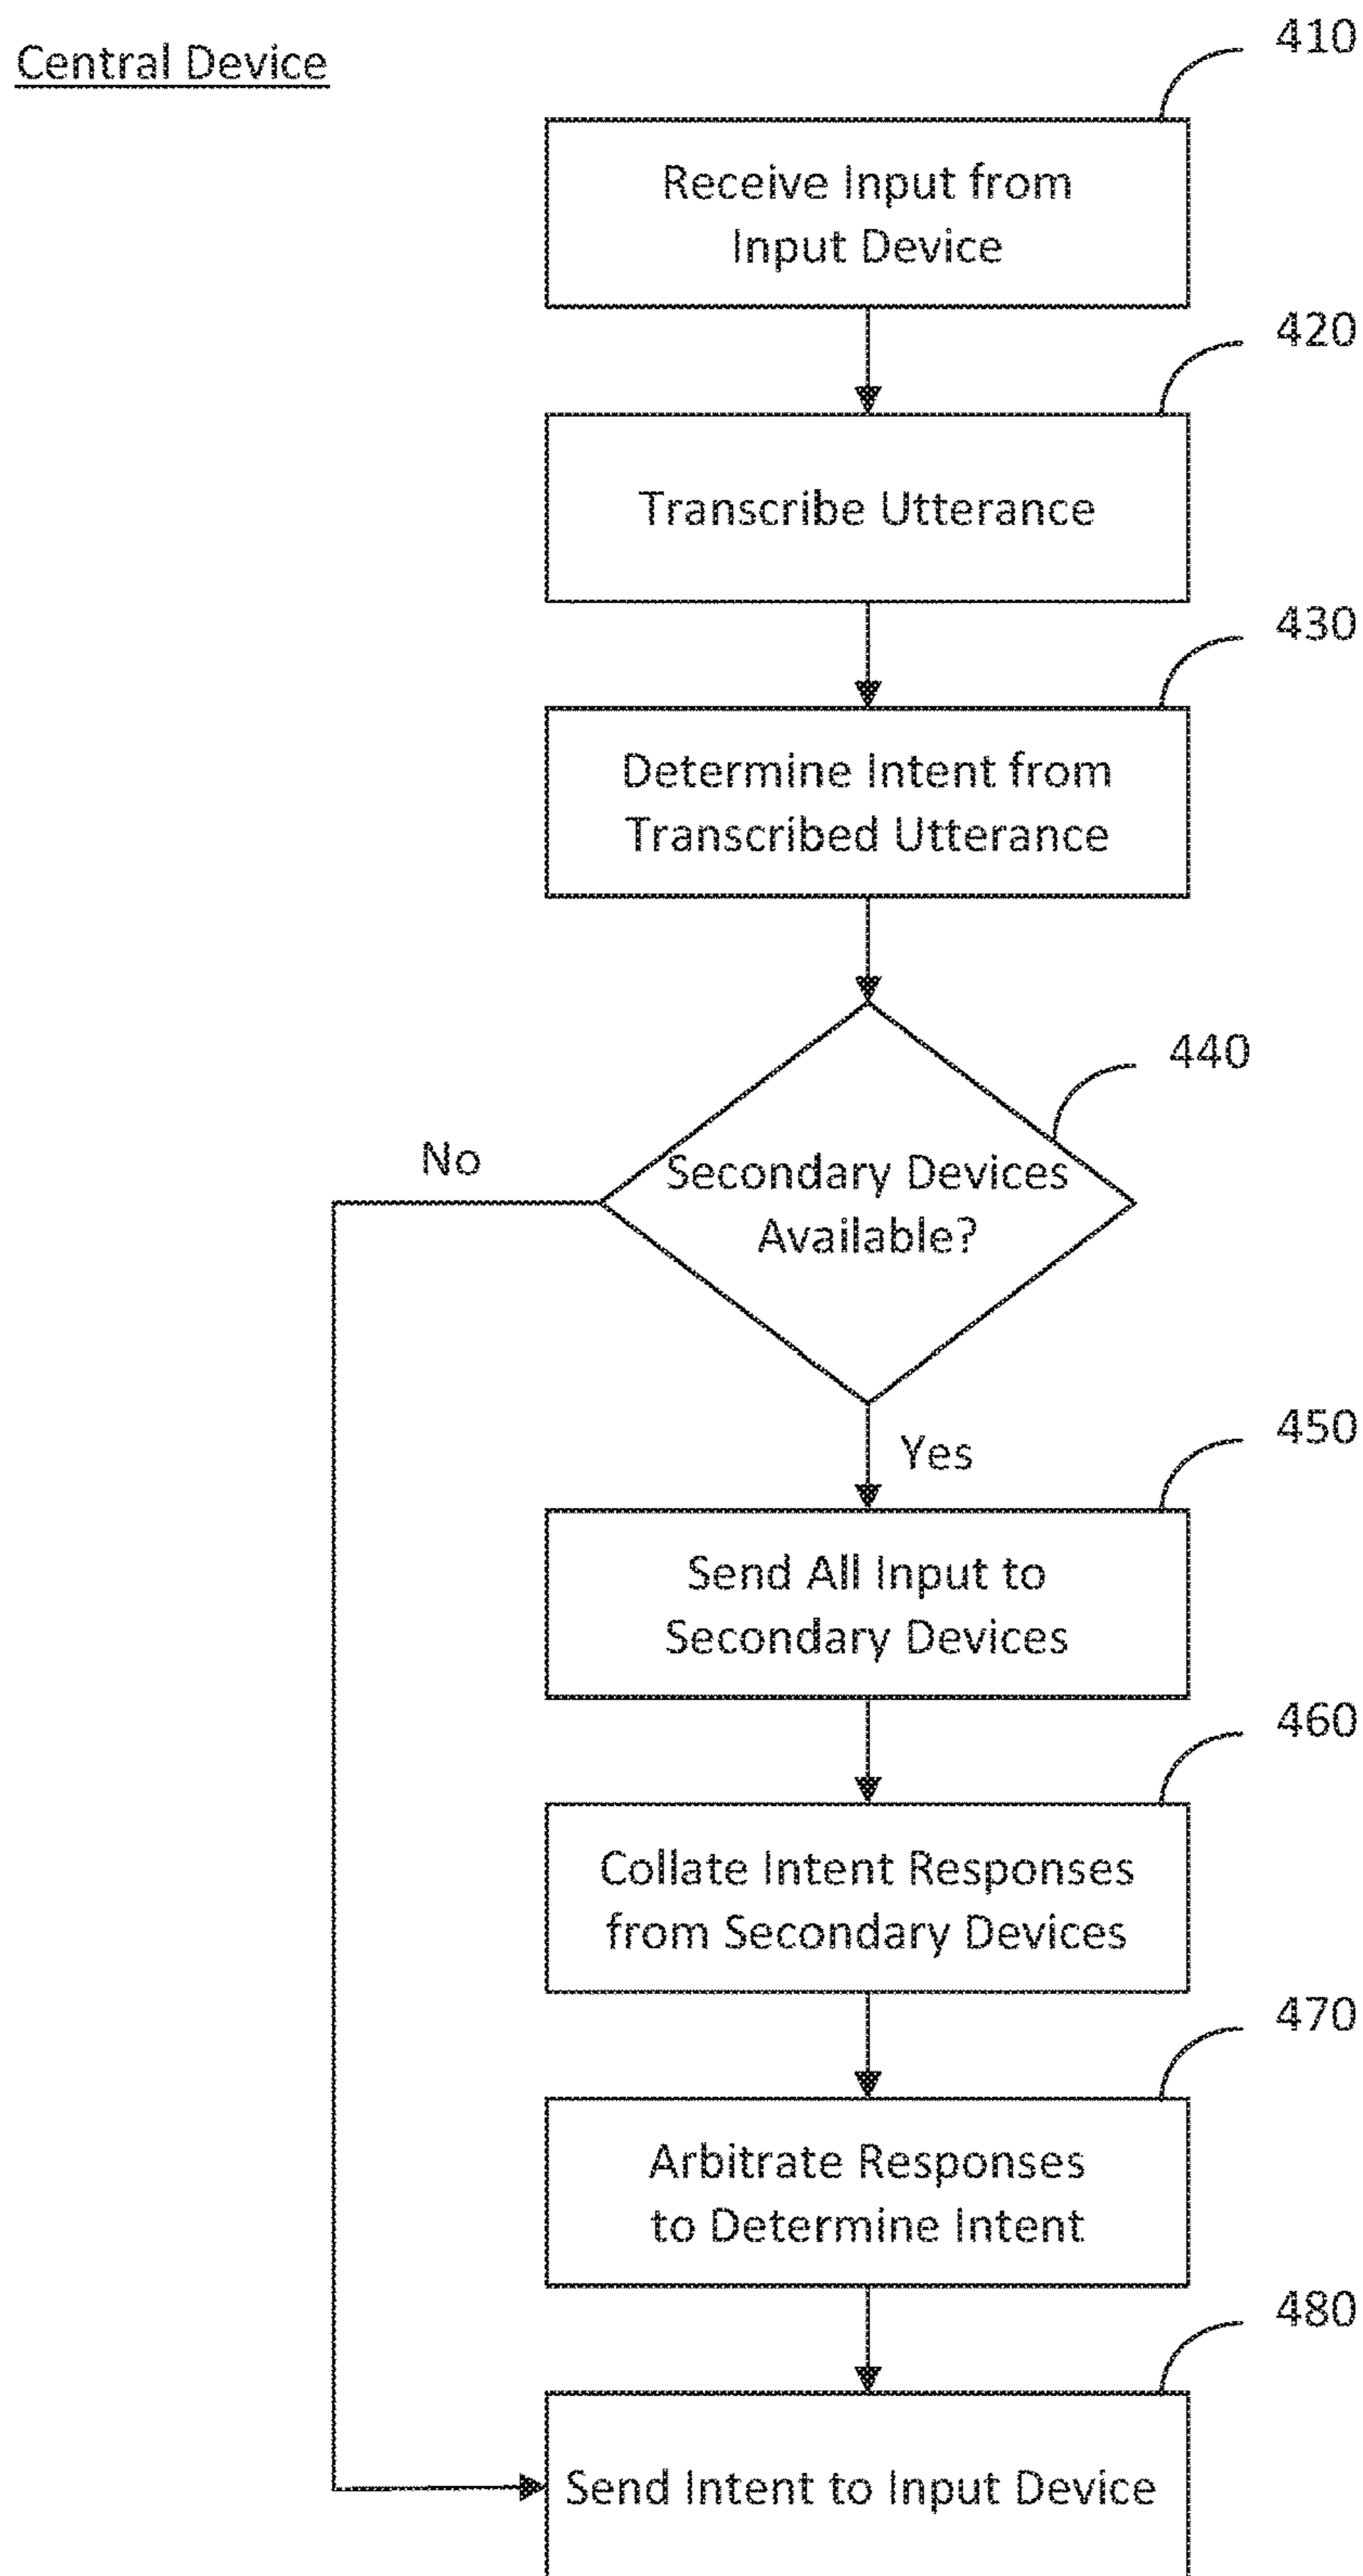 Central Device
410
Receive Input from
Input Device
420
Transcribe Utterance
430
Determine Intent from
Transcribed Utterance
440
No
Secondary Devices
Available?
Yes
450
Send All Input to
Secondary Devices
460
Collate Intent Responses
from Secondary Devices
470
Arbitrate Responses
to Determine Intent
480
Send Intent to Input Device